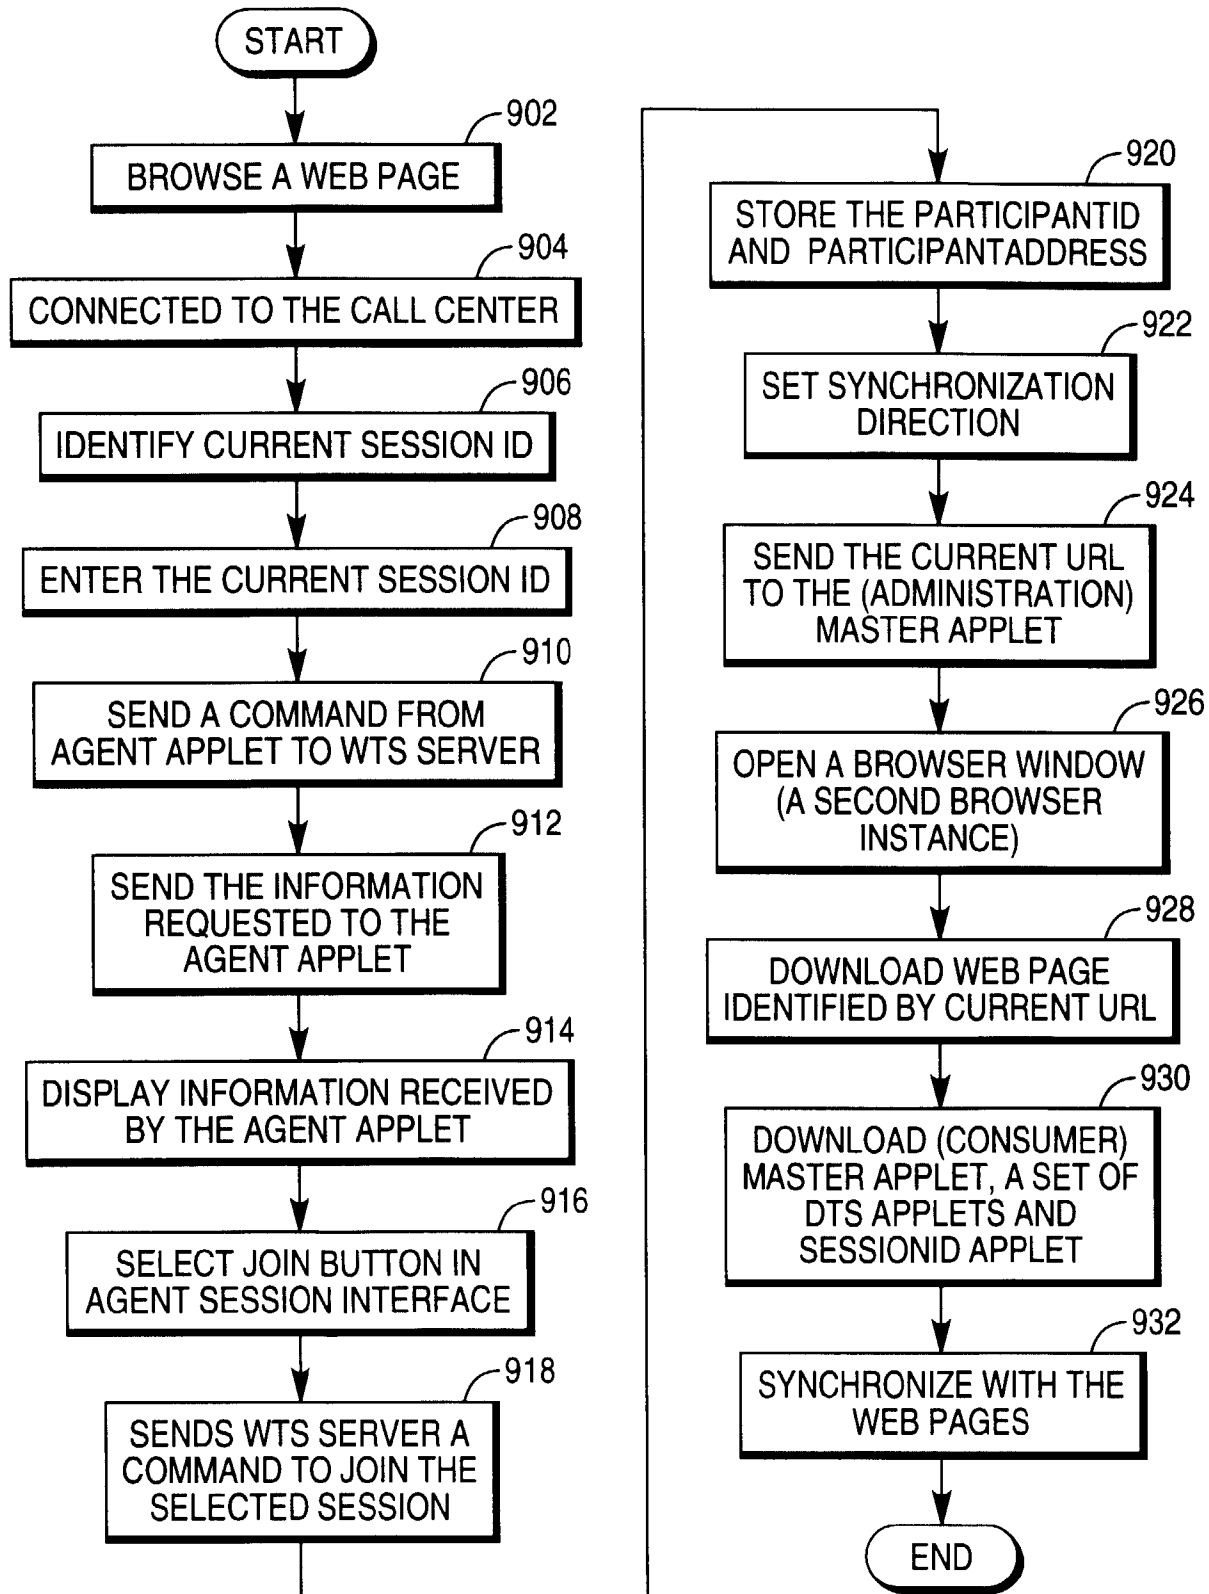 START
902
BROWSE A WEB PAGE
904
CONNECTED TO THE CALL CENTER
906
IDENTIFY CURRENT SESSION ID
908
ENTER THE CURRENT SESSION ID
910
SEND A COMMAND FROM
AGENT APPLET TO WTS SERVER
912
SEND THE INFORMATION
REQUESTED TO THE
AGENT APPLET
914
DISPLAY INFORMATION RECEIVED
BY THE AGENT APPLET
916
SELECT JOIN BUTTON IN
AGENT SESSION INTERFACE
918
SENDS WTS SERVER A
COMMAND TO JOIN THE
SELECTED SESSION
920
STORE THE PARTICIPANTID
AND PARTICIPANTADDRESS
922
SET SYNCHRONIZATION
DIRECTION
924
SEND THE CURRENT URL
TO THE (ADMINISTRATION)
MASTER APPLET
926
OPEN A BROWSER WINDOW
(A SECOND BROWSER
INSTANCE)
928
DOWNLOAD WEB PAGE
IDENTIFIED BY CURRENT URL
930
DOWNLOAD (CONSUMER)
MASTER APPLET, A SET OF
DTS APPLETS AND
SESSIONID APPLET
932
SYNCHRONIZE WITH THE
WEB PAGES
END